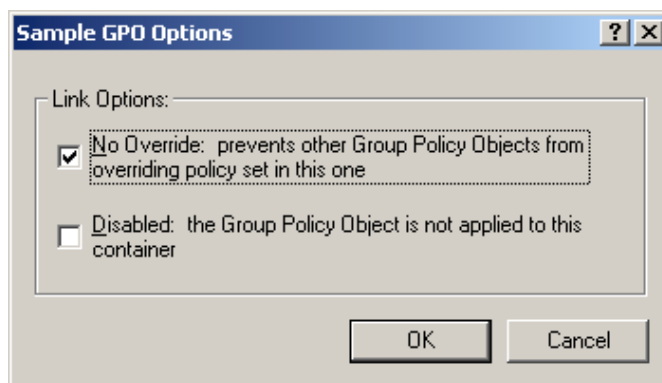 Sample GPO Options
Link Options:
No Override: prevents other Group Policy Objects from
overriding policy set in this one
Disabled: the Group Policy Object is not applied to this
container
OK
Cancel